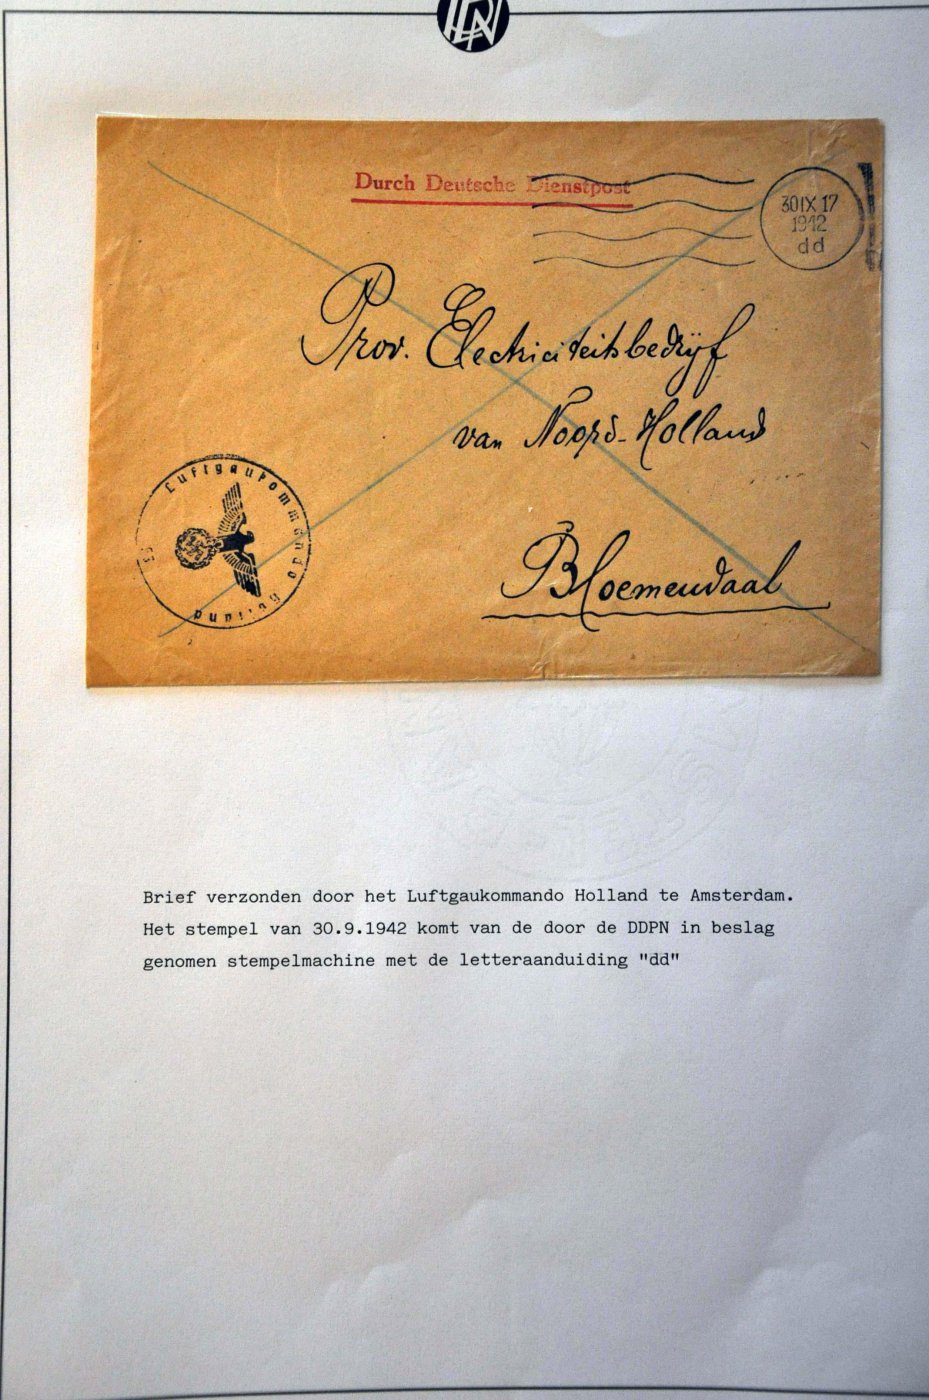 Durch Deutsche Dienstpost
30 IX 17
1942
dd
Prov. Electriciteitsbedrijf
van Noord-Holland
Bloemendaal
Luftgaukommando Holland
Brief verzonden door het Luftgaukommando Holland te Amsterdam.
Het stempel van 30.9.1942 komt van de door de DDPN in beslag
genomen stempelmachine met de letteraanduiding "dd"